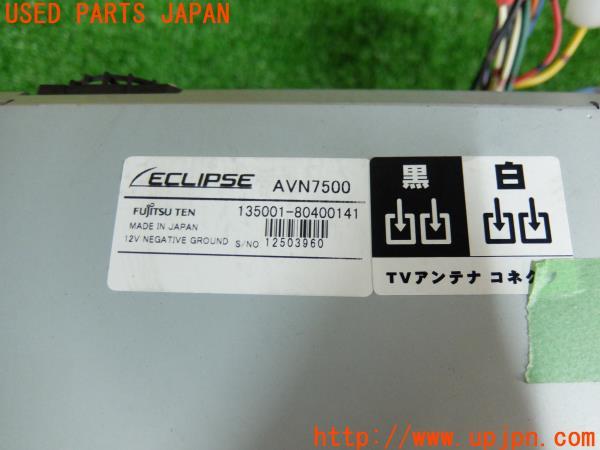 USED PARTS JAPAN
ECLIPSE AVN7500
FUJITSU TEN 135001-80400141
MADE IN JAPAN
12V NEGATIVE GROUND S/NO 12503960
黒 白
TVアンテナ コネク
http://www.upjpn.com/